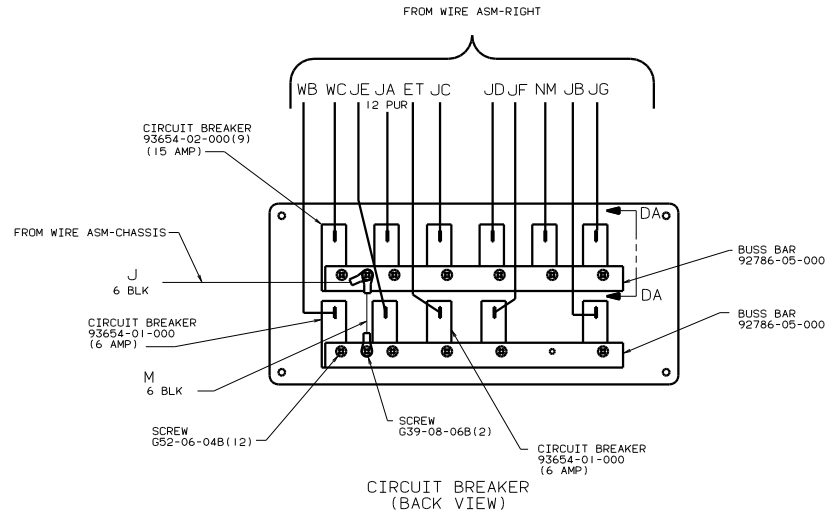 FROM WIRE ASM-RIGHT
WB WC JE JA ET JC JD JF NM JB JG
12 PUR
CIRCUIT BREAKER
93654-02-000(9)
(15 AMP)
DA
FROM WIRE ASM-CHASSIS
J
6 BLK
BUSS BAR
92786-05-000
DA
CIRCUIT BREAKER
93654-01-000
(6 AMP)
BUSS BAR
92786-05-000
M
6 BLK
SCREW
G52-06-04B(12)
SCREW
G39-08-06B(2)
CIRCUIT BREAKER
93654-01-000
(6 AMP)
CIRCUIT BREAKER
(BACK VIEW)